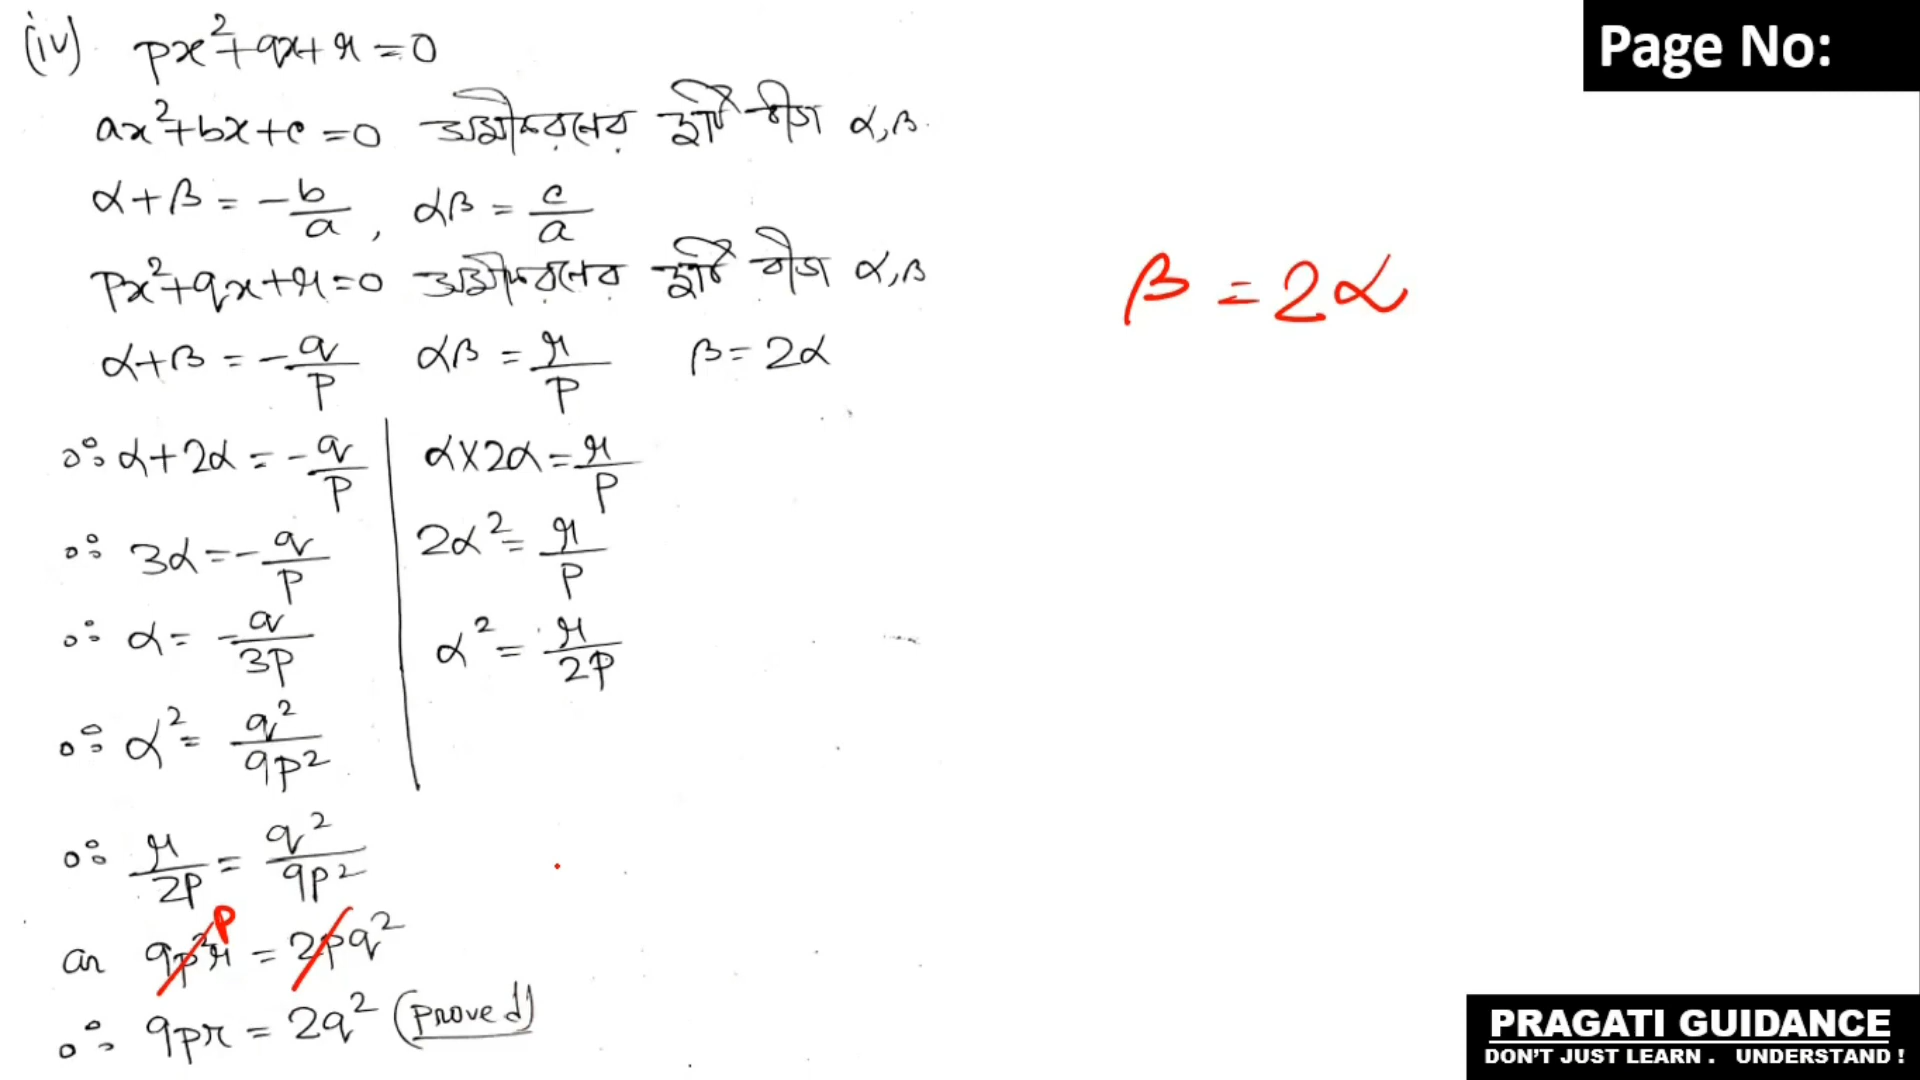 (iv) px²+qx+r=0
Page No:
ax²+bx+c=0 সমীকরণের দুটি বীজ α,β.
α+β = -b/a, αβ = c/a
px²+qx+r=0 সমীকরণের দুটি বীজ α,β
β = 2α
α+β = -q/p αβ = r/p β=2α
∴ α+2α = -q/p
∴ 3α = -q/p
∴ α = -q/3p
∴ α² = q²/9p²
α×2α = r/p
2α² = r/p
α² = r/2p
∴ r/2p = q²/9p²
or 9p²r = 2pq²
p
∴ 9pr = 2q² (proved)
PRAGATI GUIDANCE
DON'T JUST LEARN . UNDERSTAND !